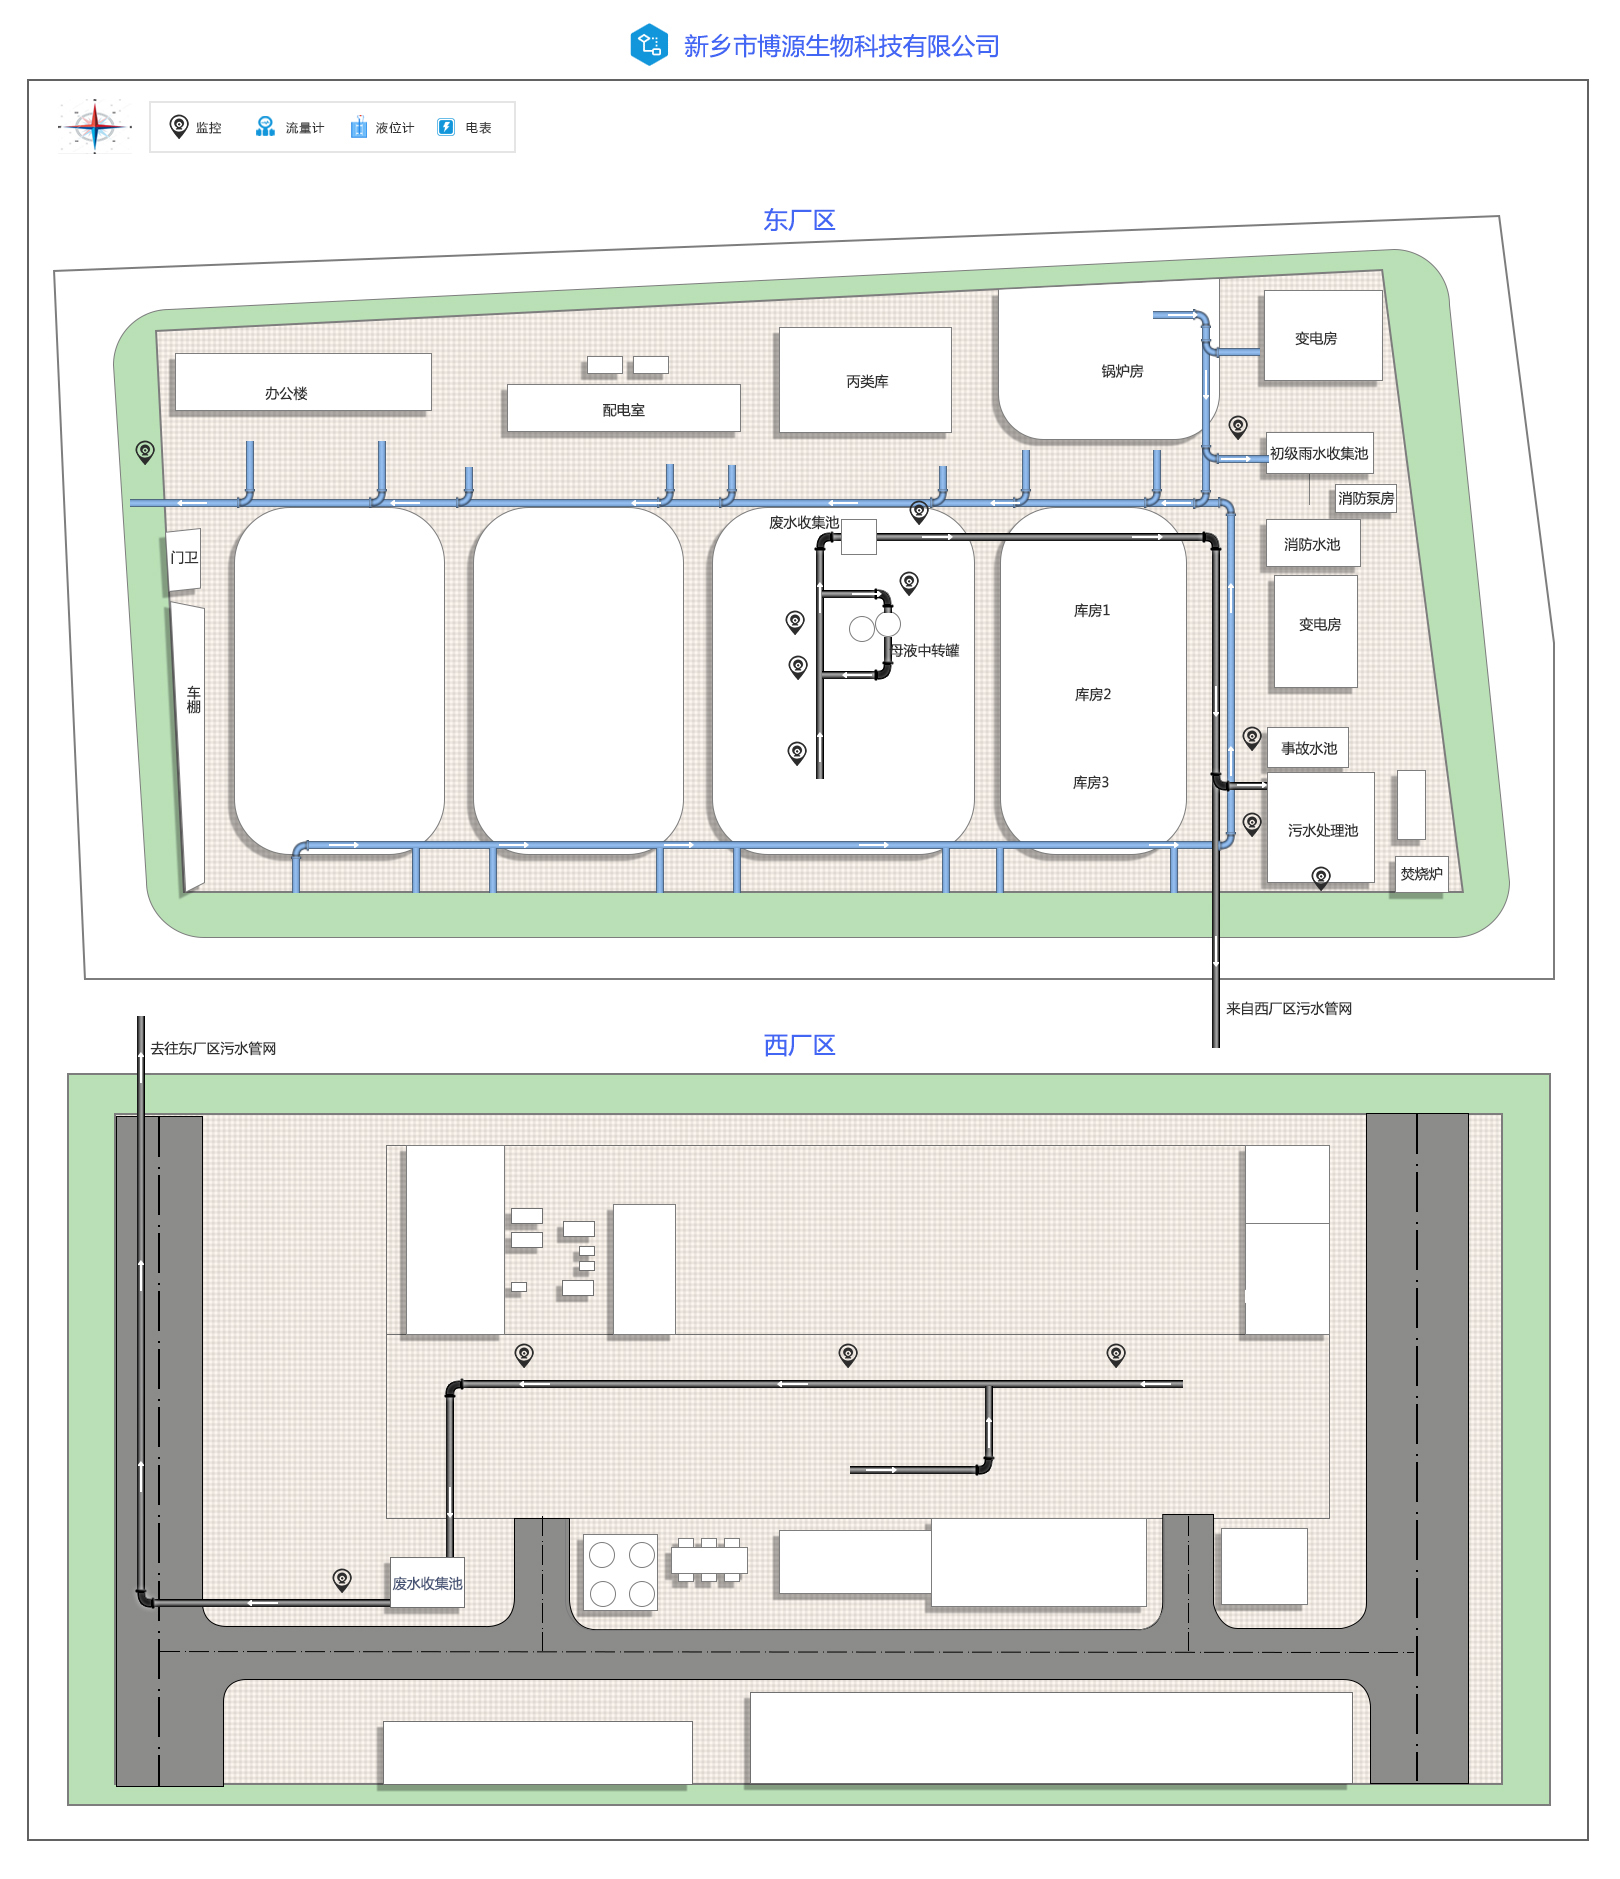 新乡市博源生物科技有限公司
监控
流量计
液位计
电表
东厂区
变电房
锅炉房
丙类库
办公楼
配电室
初级雨水收集池
消防泵房
废水收集池
消防水池
门卫
库房1
变电房
母液中转罐
车棚
库房2
事故水池
库房3
污水处理池
焚烧炉
来自西厂区污水管网
去往东厂区污水管网
西厂区
废水收集池